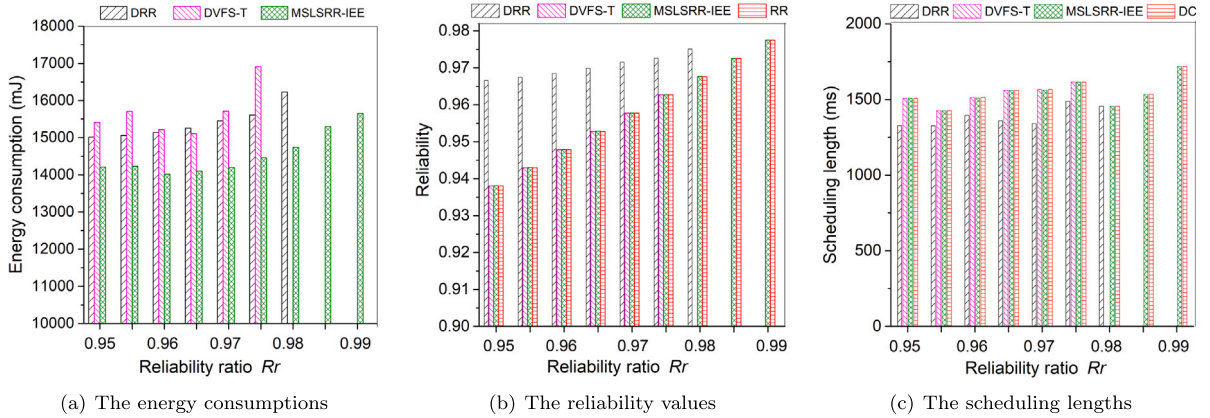 DRR DVFS-T MSLSRR-IEE
18000
17000
16000
15000
14000
13000
12000
11000
10000
Energy consumption (mJ)
0.95 0.96 0.97 0.98 0.99
Reliability ratio Rr
(a) The energy consumptions
DRR DVFS-T MSLSRR-IEE RR
0.98
0.97
0.96
0.95
0.94
0.93
0.92
0.91
0.90
Reliability
0.95 0.96 0.97 0.98 0.99
Reliability ratio Rr
(b) The reliability values
DRR DVFS-T MSLSRR-IEE DC
2000
1500
1000
500
0
Scheduling length (ms)
0.95 0.96 0.97 0.98 0.99
Reliability ratio Rr
(c) The scheduling lengths